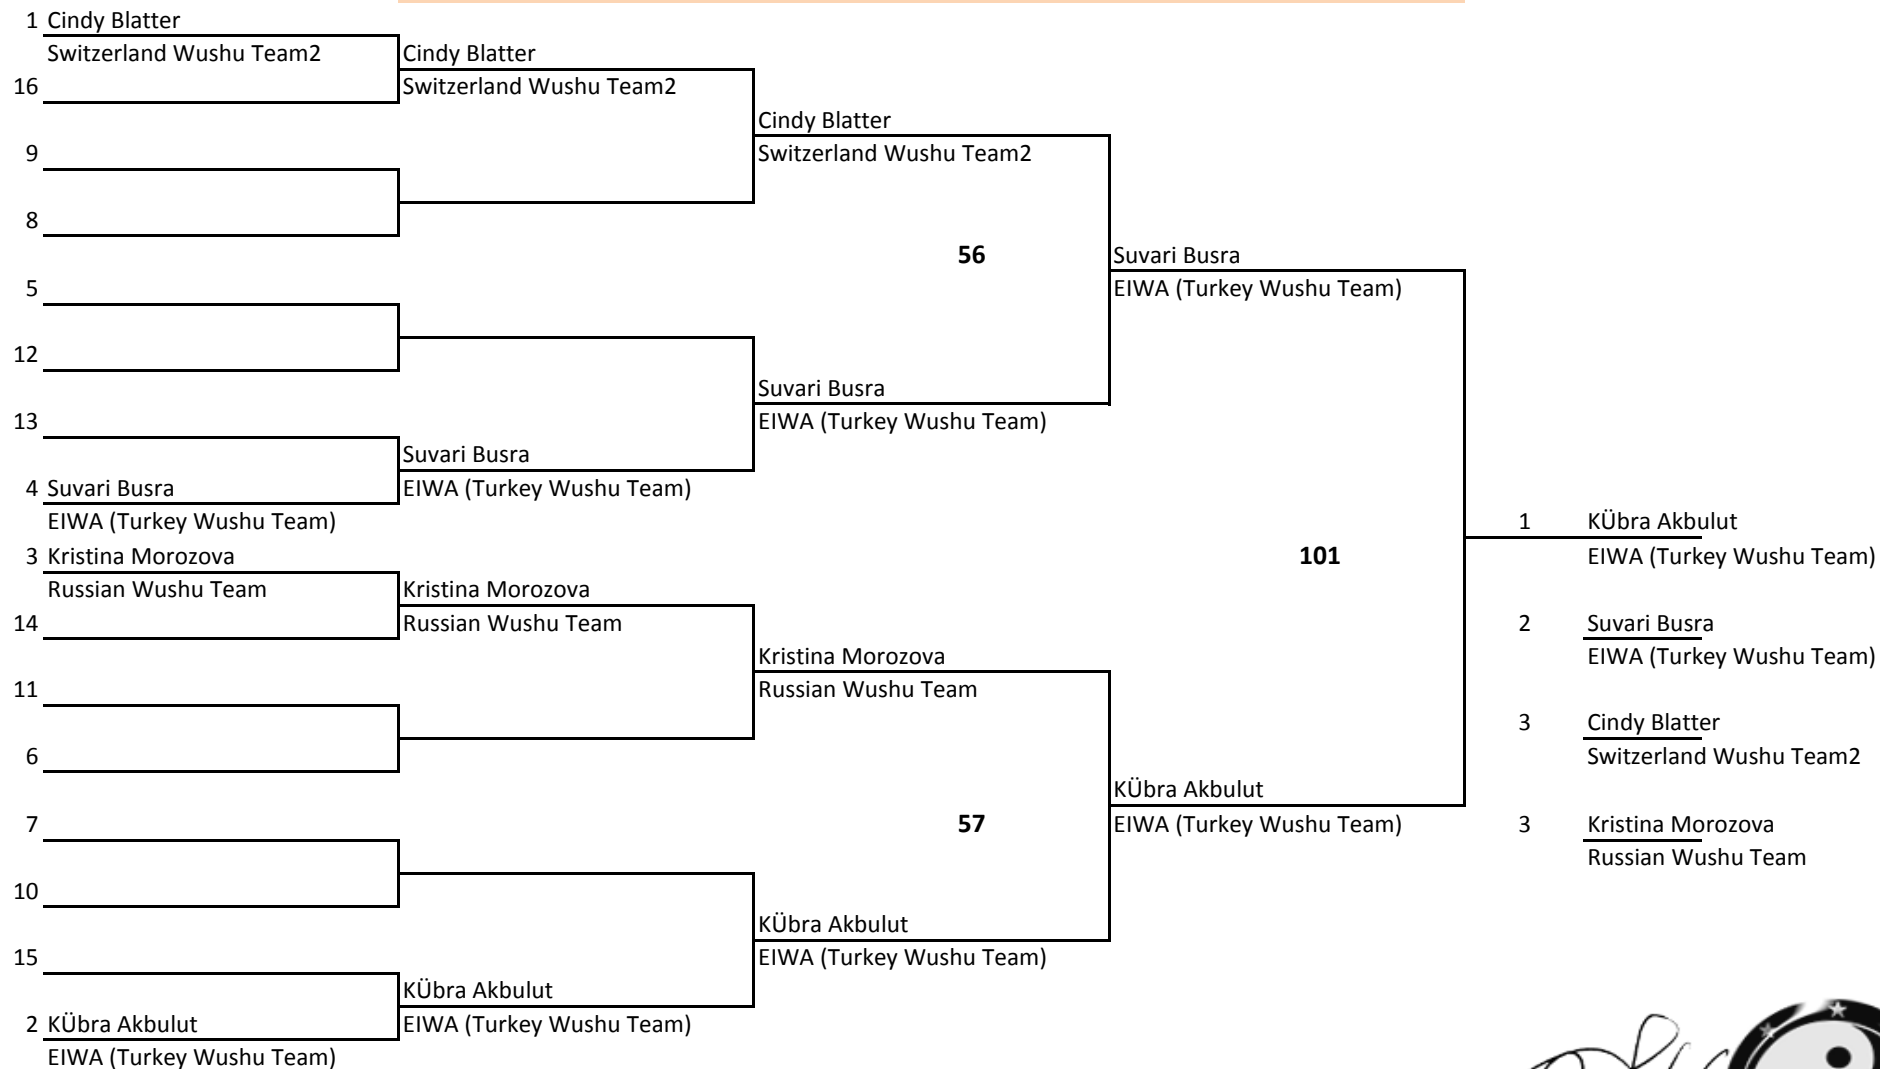 1 Cindy Blatter
Switzerland Wushu Team2
Cindy Blatter
16
Switzerland Wushu Team2
Cindy Blatter
9
Switzerland Wushu Team2
8
56
Suvari Busra
5
EIWA (Turkey Wushu Team)
12
Suvari Busra
13
EIWA (Turkey Wushu Team)
Suvari Busra
4 Suvari Busra
EIWA (Turkey Wushu Team)
EIWA (Turkey Wushu Team)
1 KÜbra Akbulut
3 Kristina Morozova
101
EIWA (Turkey Wushu Team)
Russian Wushu Team
Kristina Morozova
14
Russian Wushu Team
2 Suvari Busra
Kristina Morozova
EIWA (Turkey Wushu Team)
11
Russian Wushu Team
3 Cindy Blatter
6
Switzerland Wushu Team2
KÜbra Akbulut
7
57
EIWA (Turkey Wushu Team)
3 Kristina Morozova
Russian Wushu Team
10
KÜbra Akbulut
15
EIWA (Turkey Wushu Team)
KÜbra Akbulut
2 KÜbra Akbulut
EIWA (Turkey Wushu Team)
EIWA (Turkey Wushu Team)